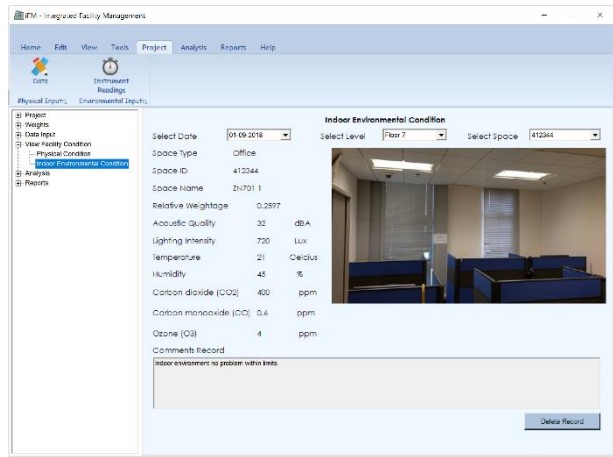 iFM - Integrated Facility Management
Home Edit View Tools Project Analysis Reports Help
Data Instrument Readings
Physical Inputs Environmental Inputs
Project
Weights
Data Input
View Facility Condition
Physical Condition
Indoor Environmental Condition
Analysis
Reports
Indoor Environmental Condition
Select Date 01-09-2018 Select Level Floor 7 Select Space 412344
Space Type Office
Space ID 412344
Space Name ZN701 1
Relative Weightage 0.2597
Acoustic Quality 32 dBA
Lighting Intensity 720 Lux
Temperature 21 Celcius
Humidity 45 %
Carbon dioxide (CO2) 400 ppm
Carbon monoxide (CO) 0.6 ppm
Ozone (O3) 4 ppm
Comments Record
Indoor environment no problem within limits
Delete Record